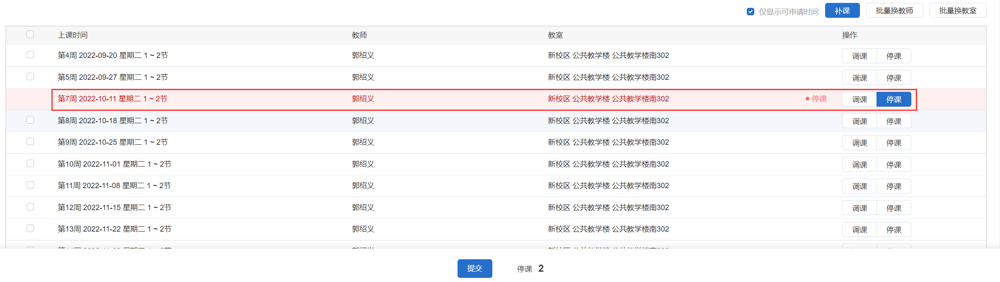 仅显示可申请时间 补课 批量换教师 批量换教室
上课时间 教师 教室 操作
第4周 2022-09-20 星期二 1 ~ 2节 郭绍义 新校区 公共教学楼 公共教学楼南302 调课 停课
第5周 2022-09-27 星期二 1 ~ 2节 郭绍义 新校区 公共教学楼 公共教学楼南302 调课 停课
第7周 2022-10-11 星期二 1 ~ 2节 郭绍义 新校区 公共教学楼 公共教学楼南302 停课 调课 停课
第8周 2022-10-18 星期二 1 ~ 2节 郭绍义 新校区 公共教学楼 公共教学楼南302 调课 停课
第9周 2022-10-25 星期二 1 ~ 2节 郭绍义 新校区 公共教学楼 公共教学楼南302 调课 停课
第10周 2022-11-01 星期二 1 ~ 2节 郭绍义 新校区 公共教学楼 公共教学楼南302 调课 停课
第11周 2022-11-08 星期二 1 ~ 2节 郭绍义 新校区 公共教学楼 公共教学楼南302 调课 停课
第12周 2022-11-15 星期二 1 ~ 2节 郭绍义 新校区 公共教学楼 公共教学楼南302 调课 停课
第13周 2022-11-22 星期二 1 ~ 2节 郭绍义 新校区 公共教学楼 公共教学楼南302 调课 停课
提交 停课 2